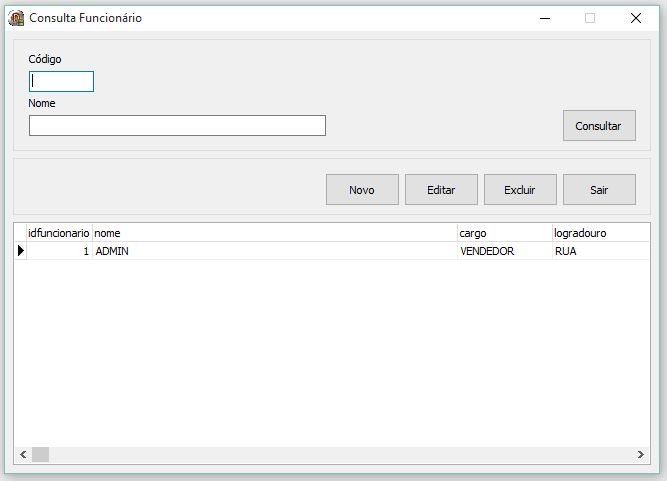 Consulta Funcionário
Código
Nome
Consultar
Novo Editar Excluir Sair
idfuncionario nome cargo logradouro
1 ADMIN VENDEDOR RUA